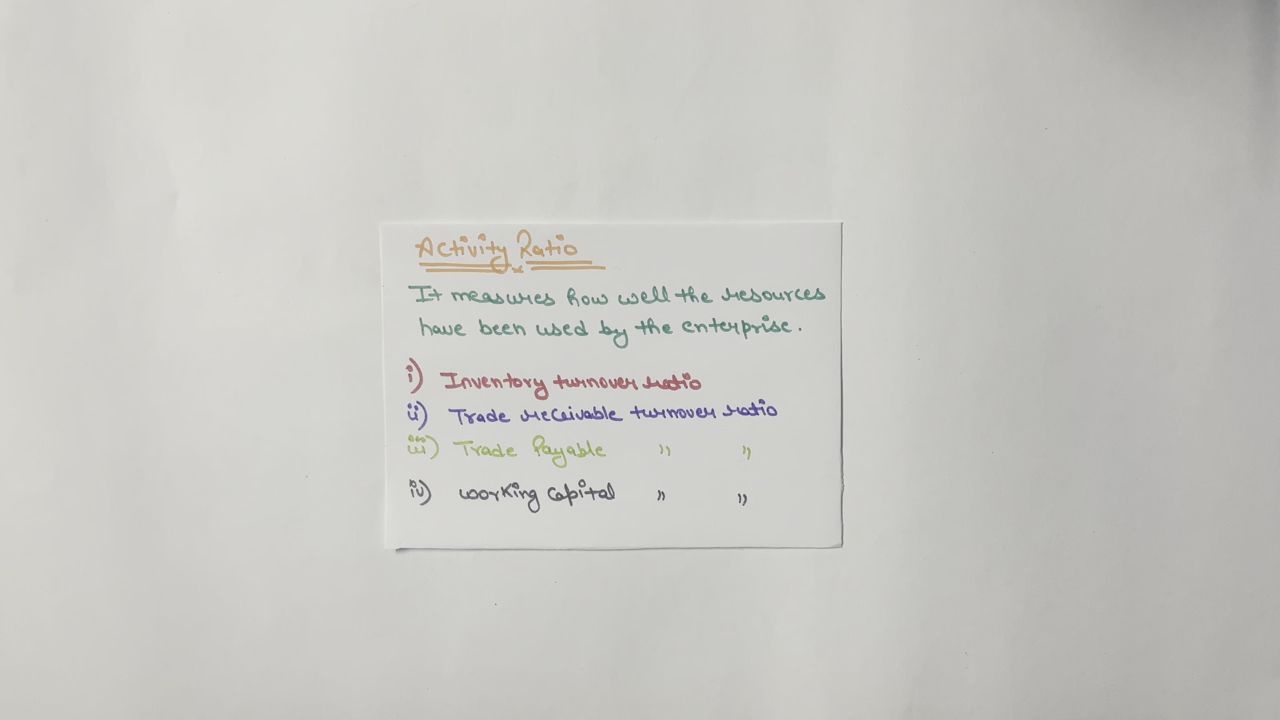 Activity Ratio
It measures how well the resources
have been used by the enterprise.
i) Inventory turnover ratio
ii) Trade receivable turnover ratio
iii) Trade Payable " "
iv) working capital " "